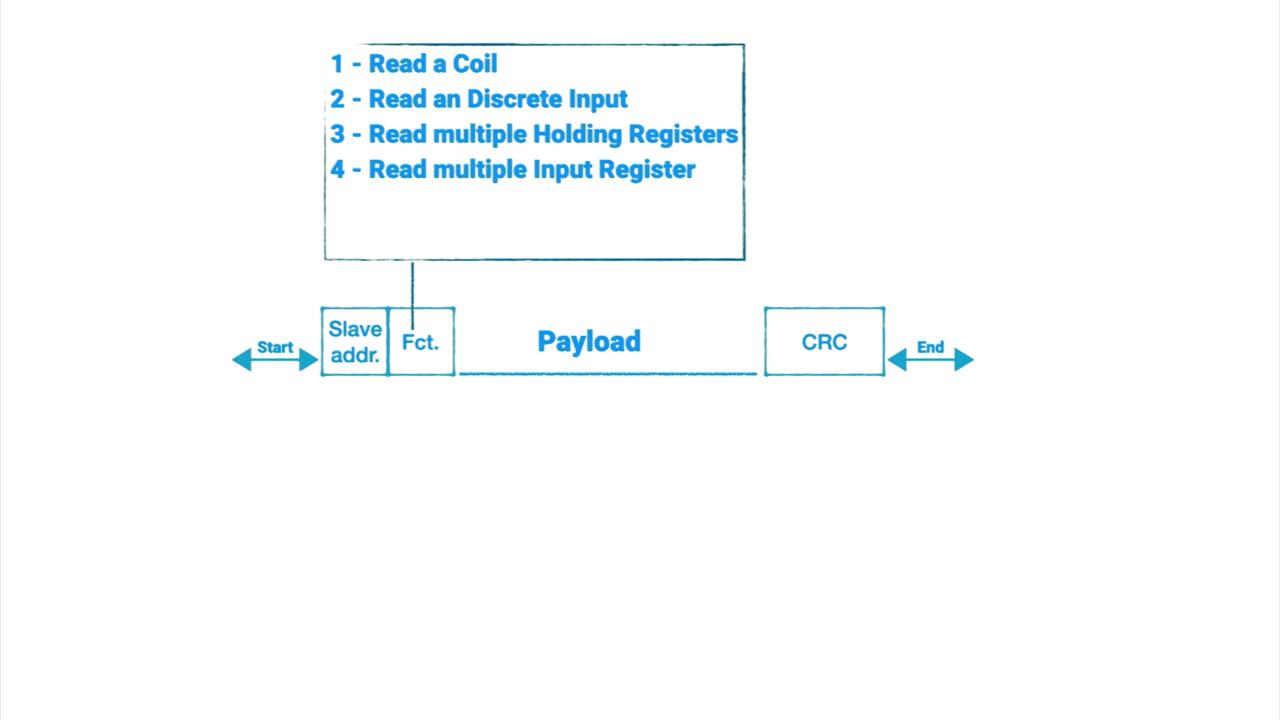 1 - Read a Coil
2 - Read an Discrete Input
3 - Read multiple Holding Registers
4 - Read multiple Input Register
Start
Slave
addr.
Fct.
Payload
CRC
End